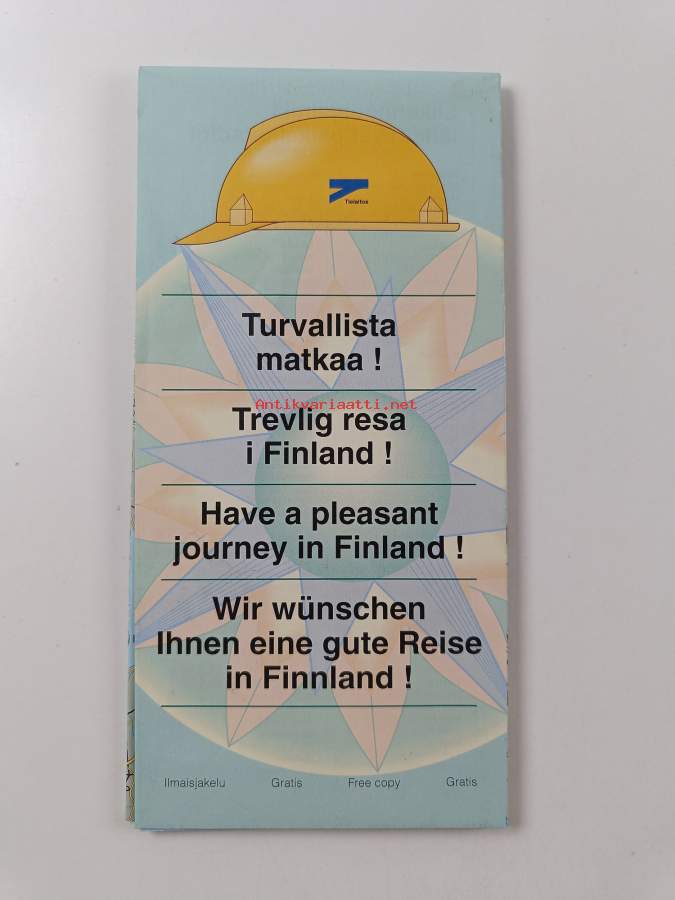 Tielaitos
Turvallista
matkaa !
Antikvariaatti.net
Trevlig resa
i Finland !
Have a pleasant
journey in Finland !
Wir wünschen
Ihnen eine gute Reise
in Finnland !
Ilmaisjakelu Gratis Free copy Gratis